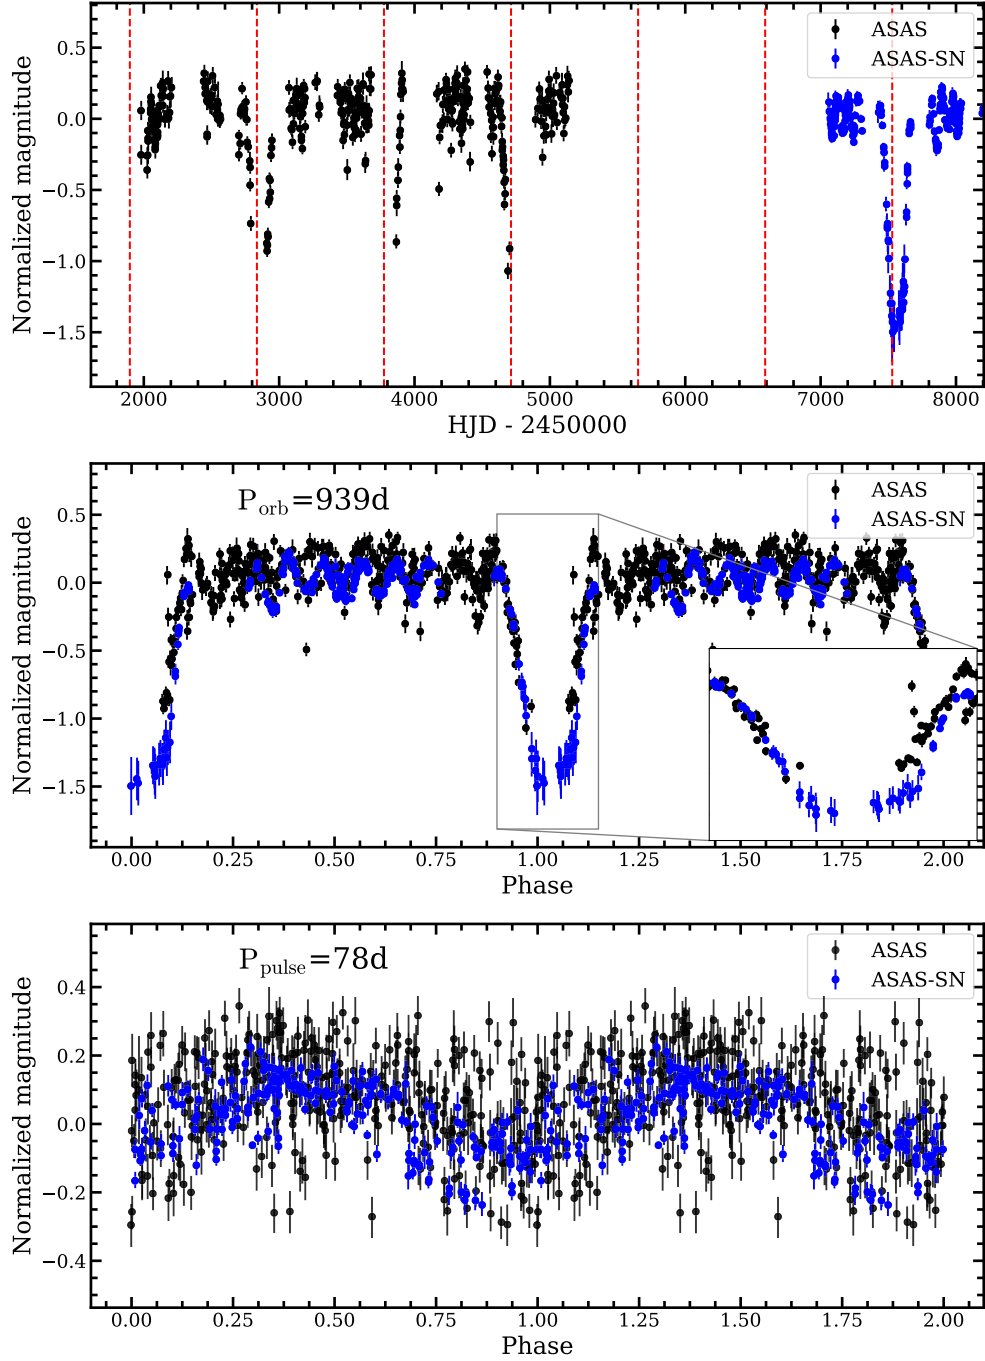 ASAS
ASAS-SN
0.5
0.0
−0.5
−1.0
−1.5
Normalized magnitude
2000 3000 4000 5000 6000 7000 8000
HJD - 2450000
P_orb=939d
ASAS
ASAS-SN
0.5
0.0
−0.5
−1.0
−1.5
Normalized magnitude
0.00 0.25 0.50 0.75 1.00 1.25 1.50 1.75 2.00
Phase
P_pulse=78d
ASAS
ASAS-SN
0.4
0.2
0.0
−0.2
−0.4
Normalized magnitude
0.00 0.25 0.50 0.75 1.00 1.25 1.50 1.75 2.00
Phase